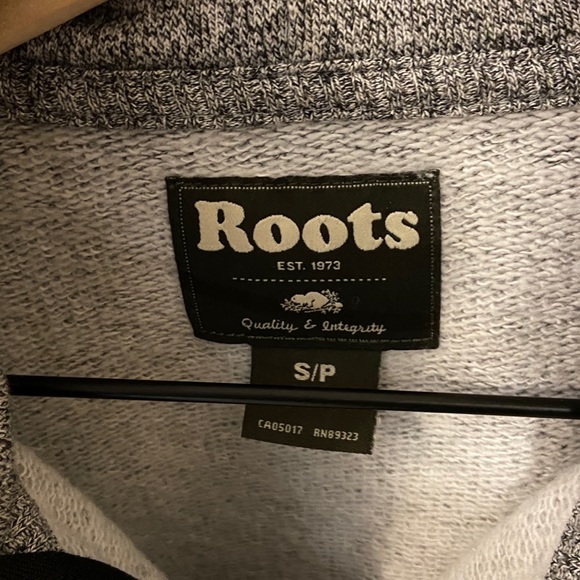 Roots
EST. 1973
Quality & Integrity
S/P
CA05017 RN89323